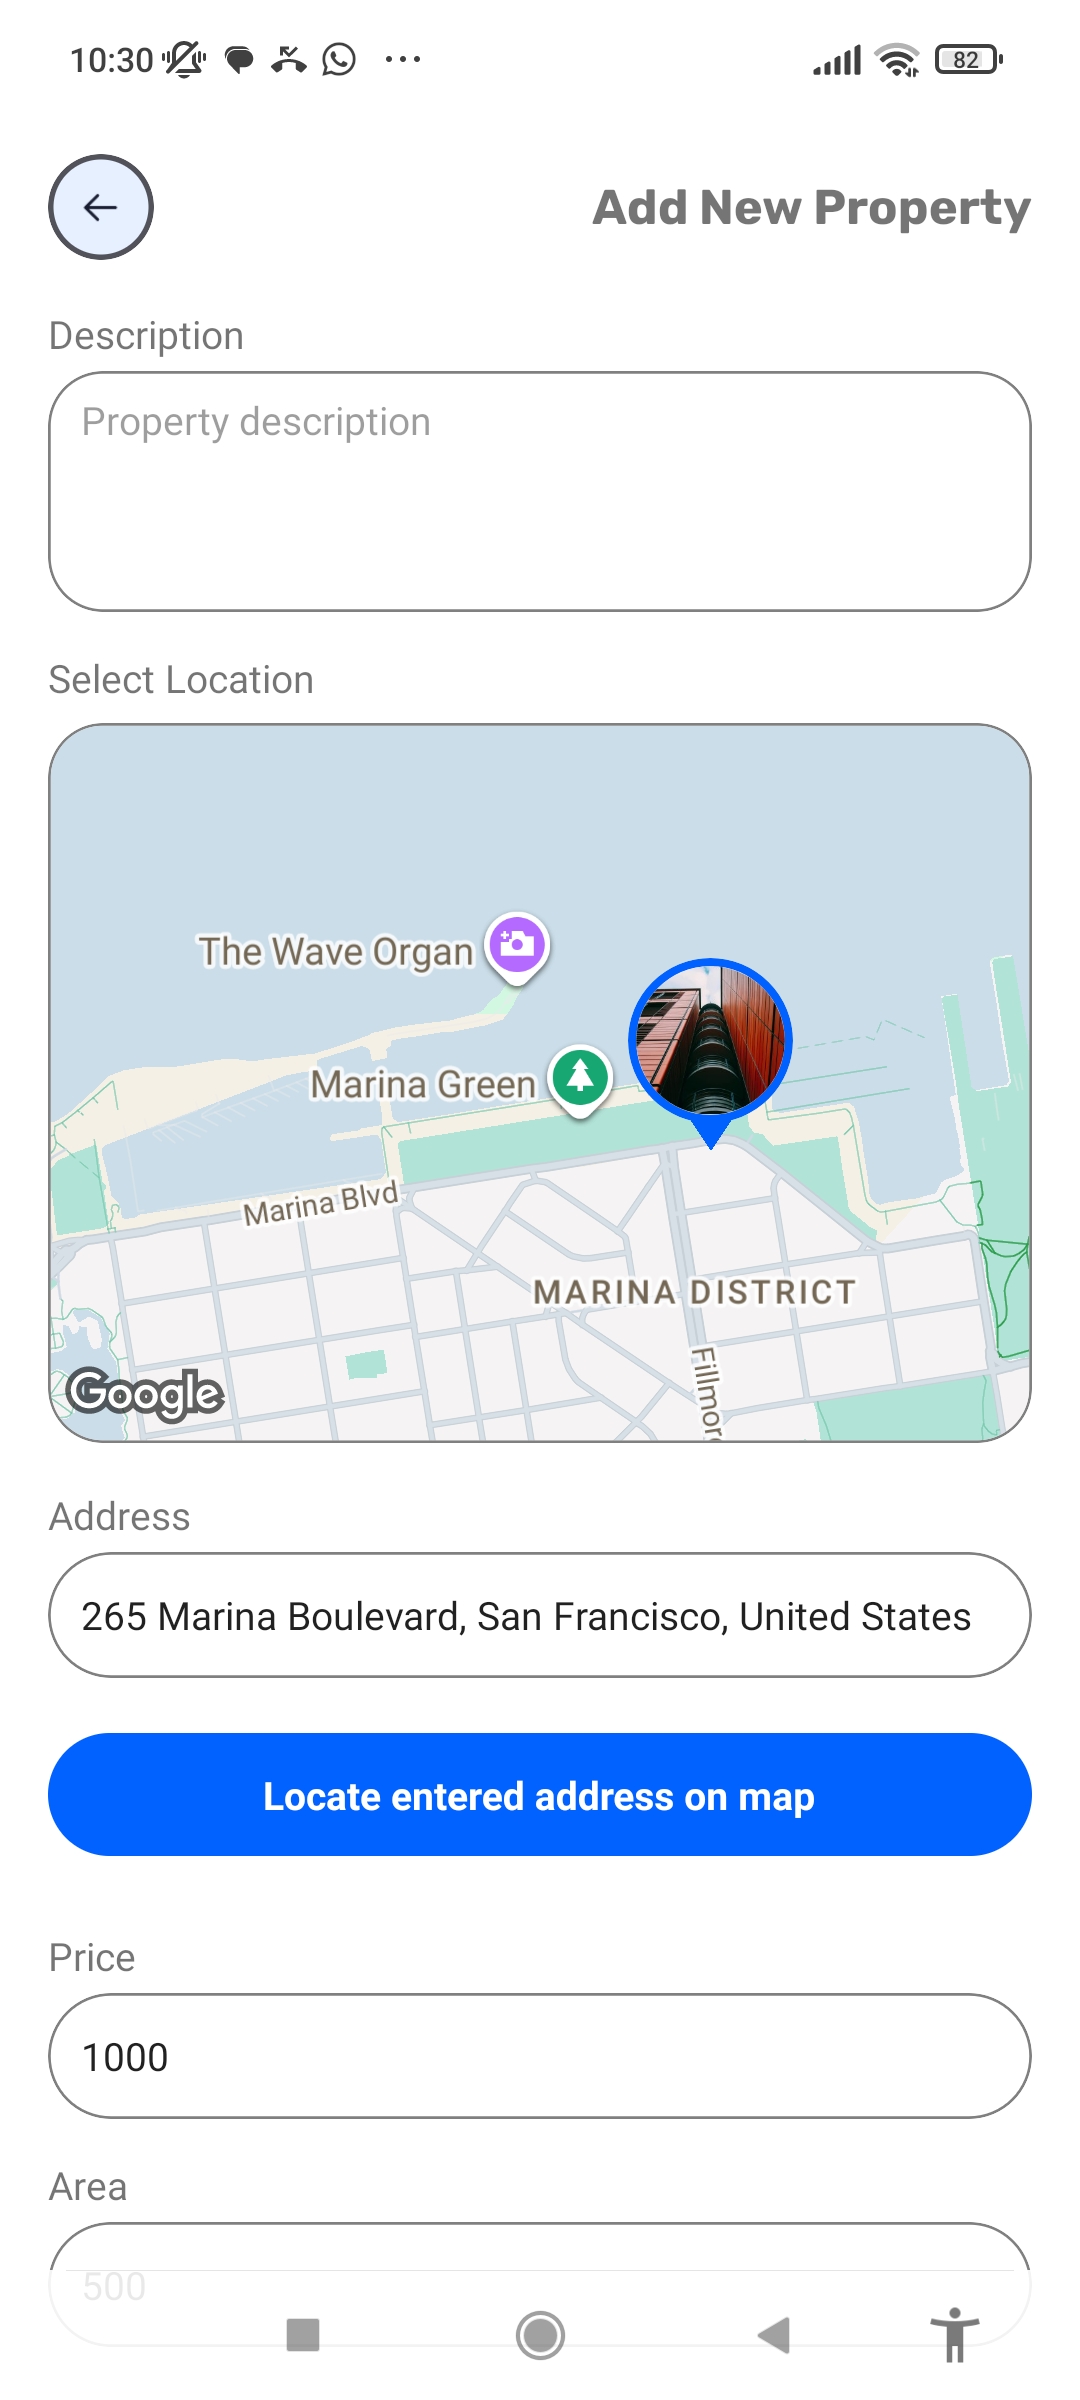 10:30
82
Add New Property
Description
Property description
Select Location
The Wave Organ
Marina Green
Marina Blvd
MARINA DISTRICT
Fillmor
Google
Address
265 Marina Boulevard, San Francisco, United States
Locate entered address on map
Price
1000
Area
500